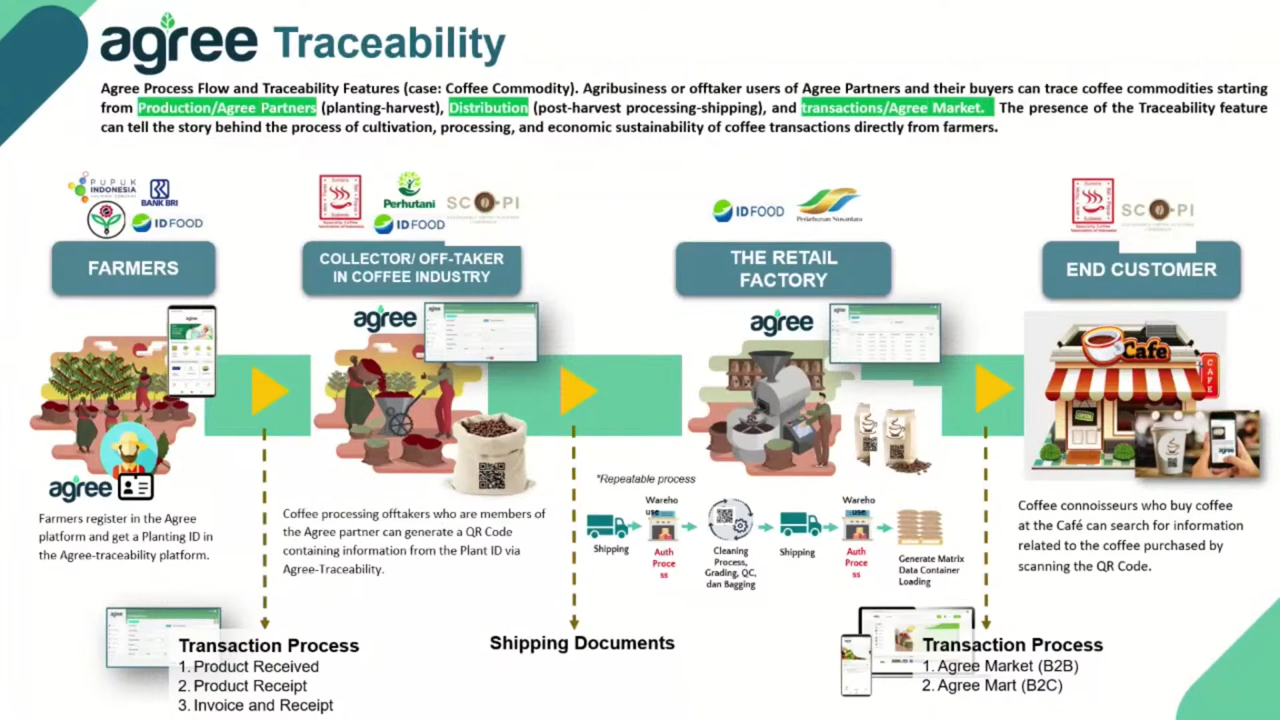 agree Traceability
Agree Process Flow and Traceability Features (case: Coffee Commodity). Agribusiness or offtaker users of Agree Partners and their buyers can trace coffee commodities starting
from Production/Agree Partners (planting-harvest), Distribution (post-harvest processing-shipping), and transactions/Agree Market. The presence of the Traceability feature
can tell the story behind the process of cultivation, processing, and economic sustainability of coffee transactions directly from farmers.
PUPUK
INDONESIA
BANK BRI
ID FOOD
FARMERS
agree
Farmers register in the Agree
platform and get a Planting ID in
the Agree-traceability platform.
Perhutani
ID FOOD
SCOPI
COLLECTOR/ OFF-TAKER
IN COFFEE INDUSTRY
agree
Coffee processing offtakers who are members of
the Agree partner can generate a QR Code
containing information from the Plant ID via
Agree-Traceability.
ID FOOD
Perkebunan Nusantara
THE RETAIL
FACTORY
agree
*Repeatable process
Shipping
Wareho
use
Auth
Proce
ss
Cleaning
Process,
Grading, QC,
dan Bagging
Shipping
Wareho
use
Auth
Proce
ss
Generate Matrix
Data Container
Loading
SCOPI
END CUSTOMER
Cafe
CAFE
OPEN
Coffee connoisseurs who buy coffee
at the Café can search for information
related to the coffee purchased by
scanning the QR Code.
Transaction Process
1. Product Received
2. Product Receipt
3. Invoice and Receipt
Shipping Documents
Transaction Process
1. Agree Market (B2B)
2. Agree Mart (B2C)